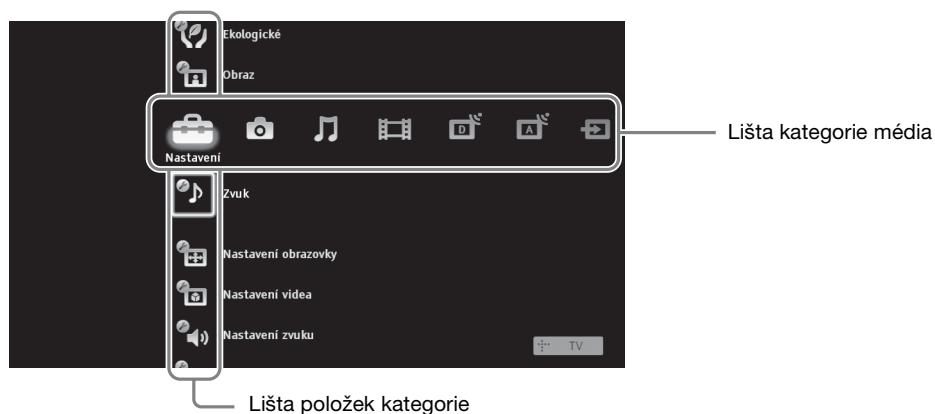 Ekologické
Obraz
Lišta kategorie média
D
A
Nastavení
Zvuk
Nastavení obrazovky
Nastavení videa
Nastavení zvuku
TV
Lišta položek kategorie